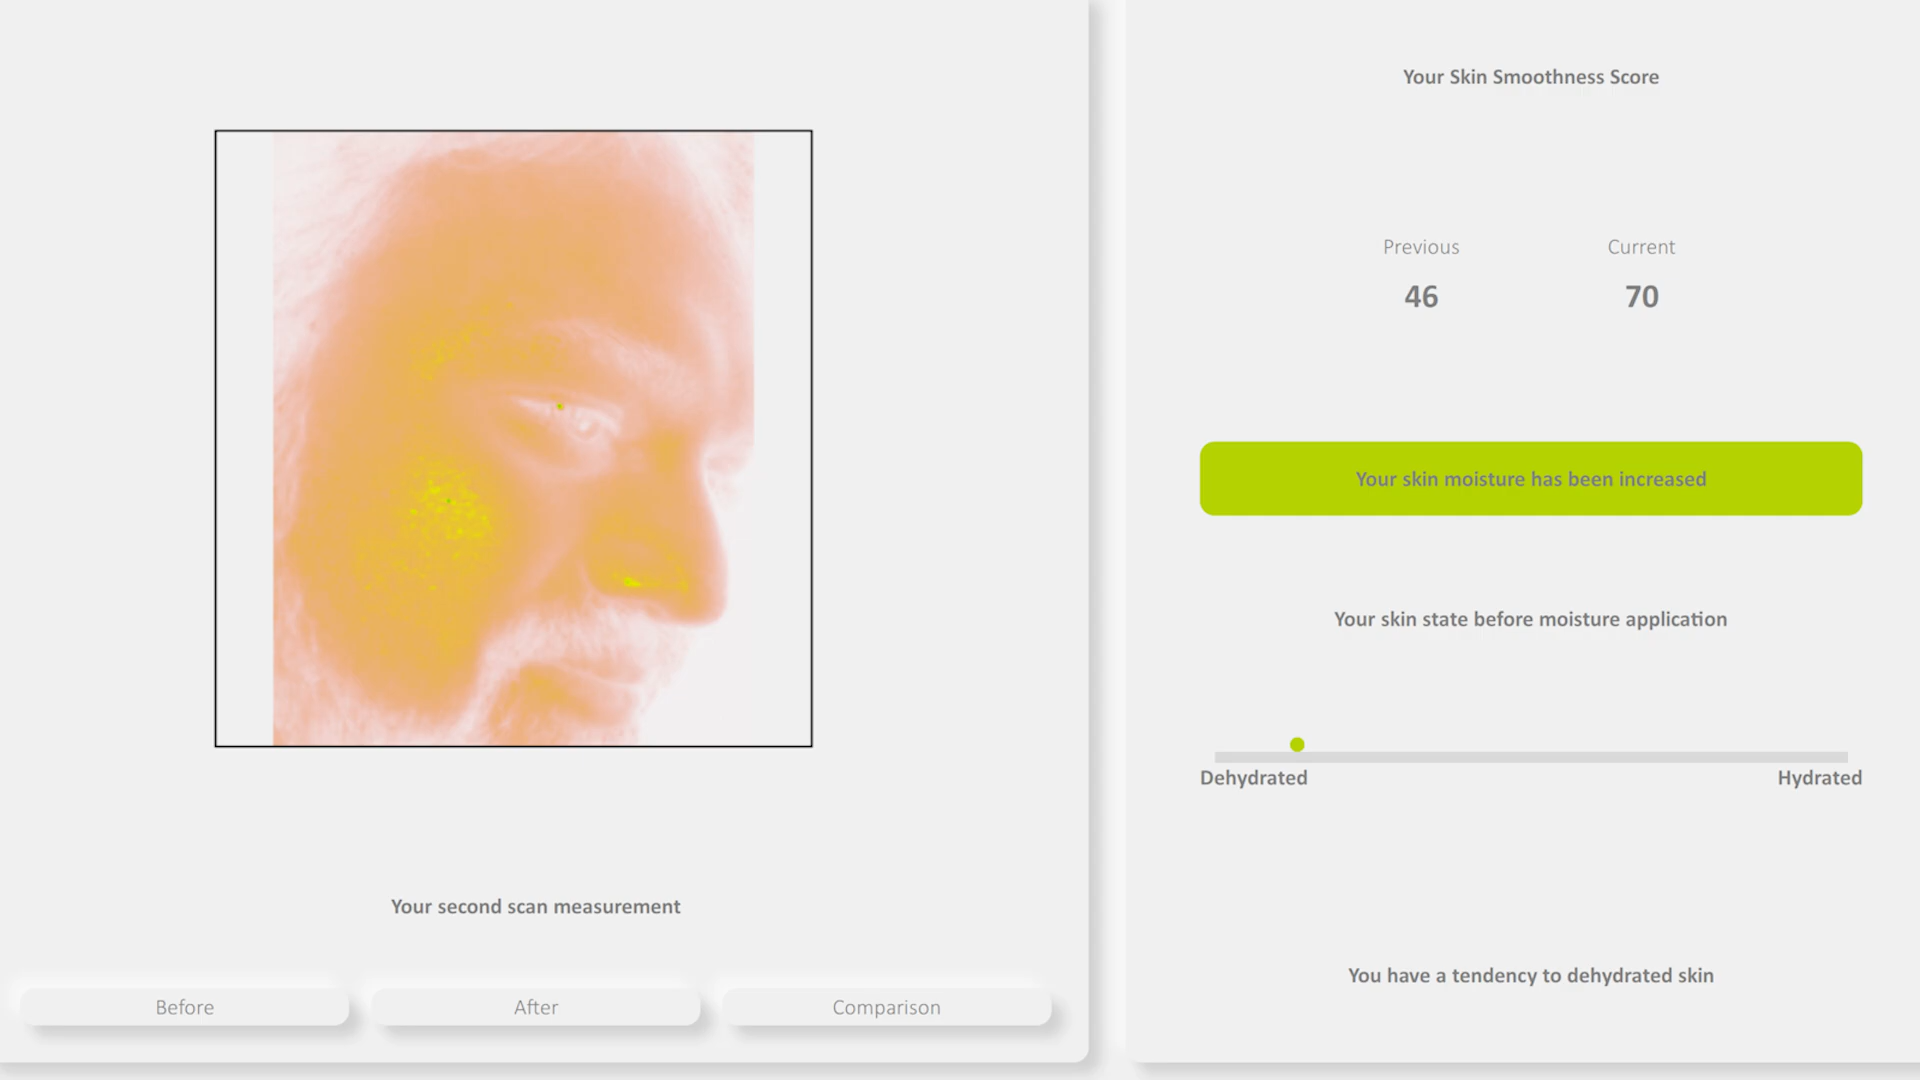 Your second scan measurement
Before
After
Comparison
Your Skin Smoothness Score
Previous
Current
46
70
Your skin moisture has been increased
Your skin state before moisture application
Dehydrated
Hydrated
You have a tendency to dehydrated skin